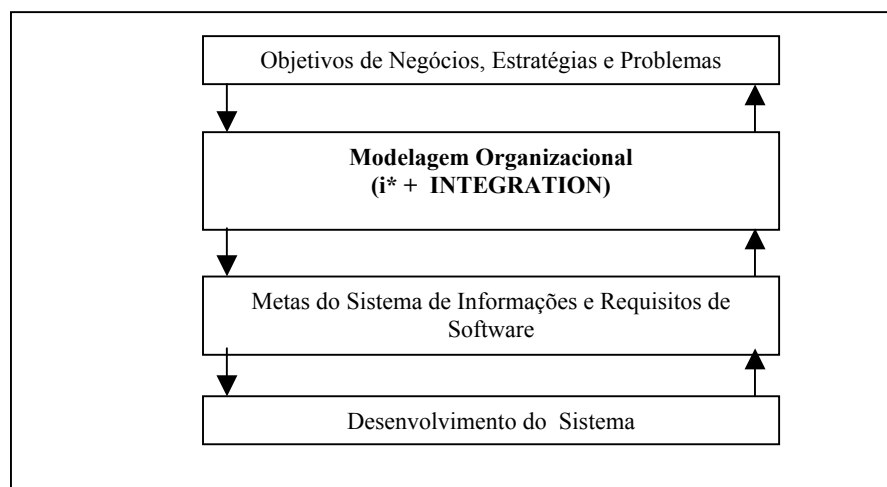 Objetivos de Negócios, Estratégias e Problemas
Modelagem Organizacional
(i* + INTEGRATION)
Metas do Sistema de Informações e Requisitos de
Software
Desenvolvimento do Sistema